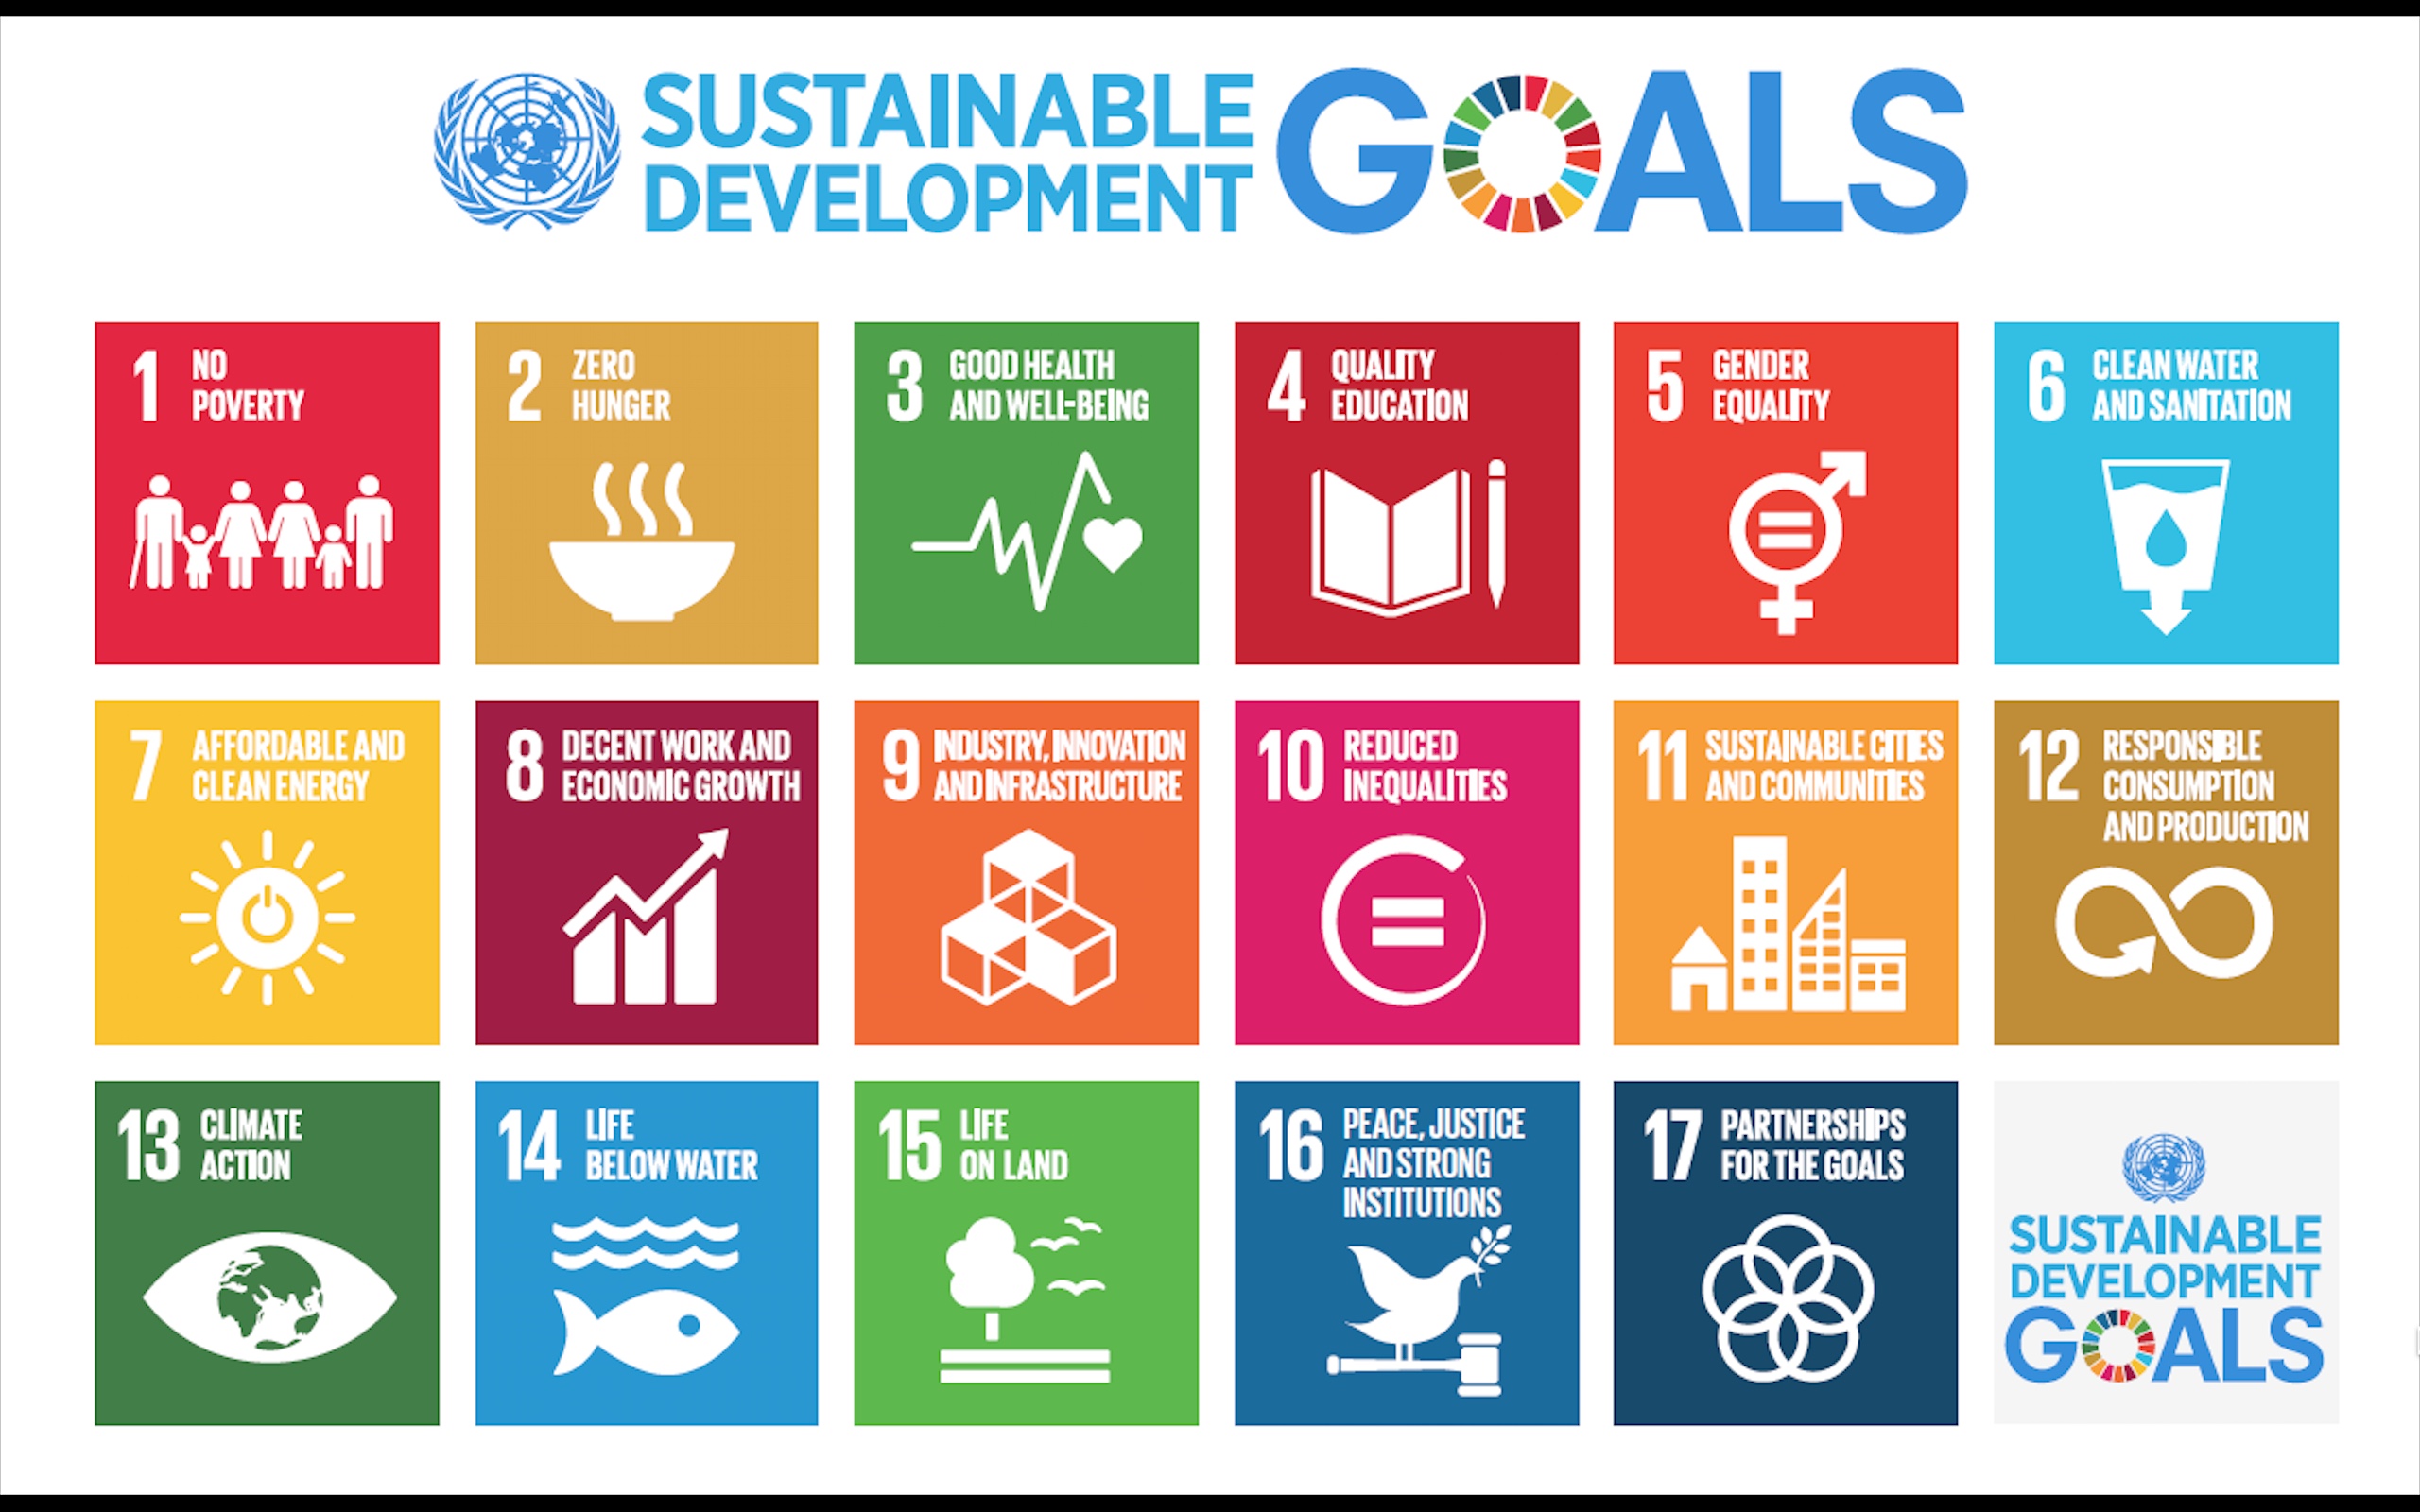 SUSTAINABLE
DEVELOPMENT
GOALS
1 NO
POVERTY
2 ZERO
HUNGER
3 GOOD HEALTH
AND WELL-BEING
4 QUALITY
EDUCATION
5 GENDER
EQUALITY
6 CLEAN WATER
AND SANITATION
7 AFFORDABLE AND
CLEAN ENERGY
8 DECENT WORK AND
ECONOMIC GROWTH
9 INDUSTRY, INNOVATION
AND INFRASTRUCTURE
10 REDUCED
INEQUALITIES
11 SUSTAINABLE CITIES
AND COMMUNITIES
12 RESPONSIBLE
CONSUMPTION
AND PRODUCTION
13 CLIMATE
ACTION
14 LIFE
BELOW WATER
15 LIFE
ON LAND
16 PEACE, JUSTICE
AND STRONG
INSTITUTIONS
17 PARTNERSHIPS
FOR THE GOALS
SUSTAINABLE
DEVELOPMENT
GOALS